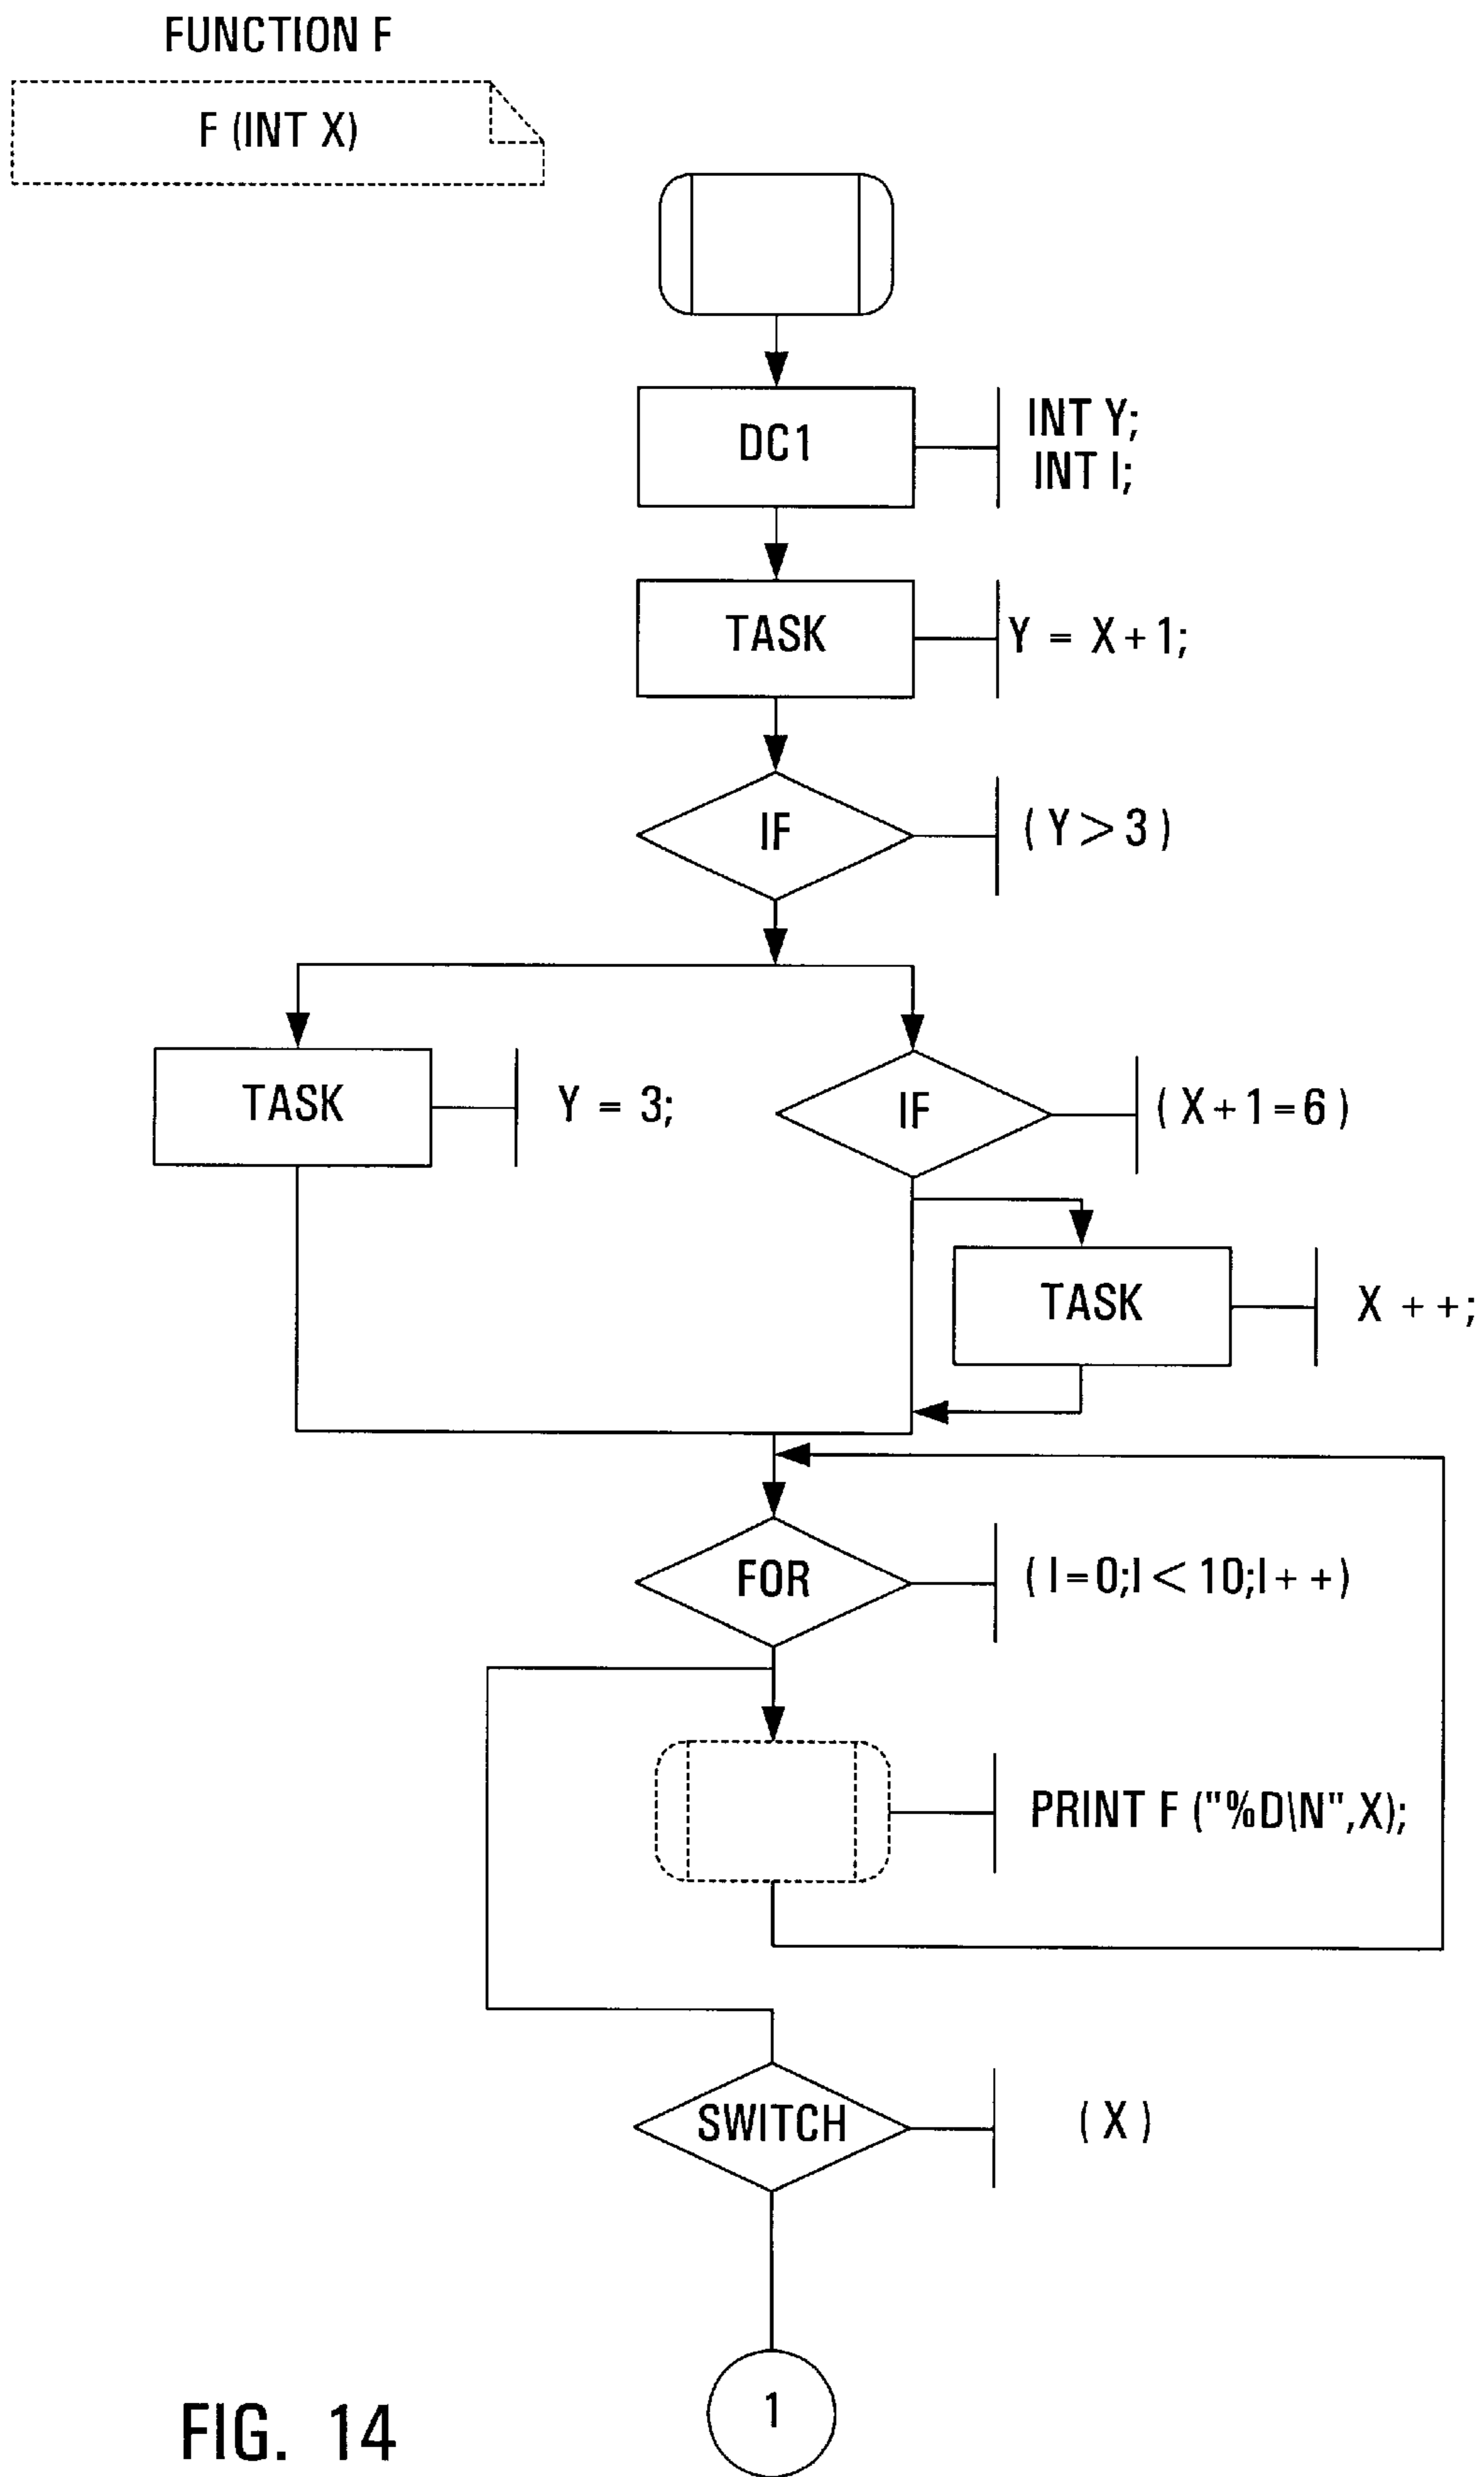 FUNCTION F
F (INT X)
DC1
INT Y;
INT I;
TASK
Y = X+1;
IF
( Y > 3 )
TASK
Y = 3;
IF
( X+1=6 )
TASK
X ++;
FOR
( I=0;I < 10;I++ )
PRINT F ("%D\N",X);
SWITCH
( X )
1
FIG. 14